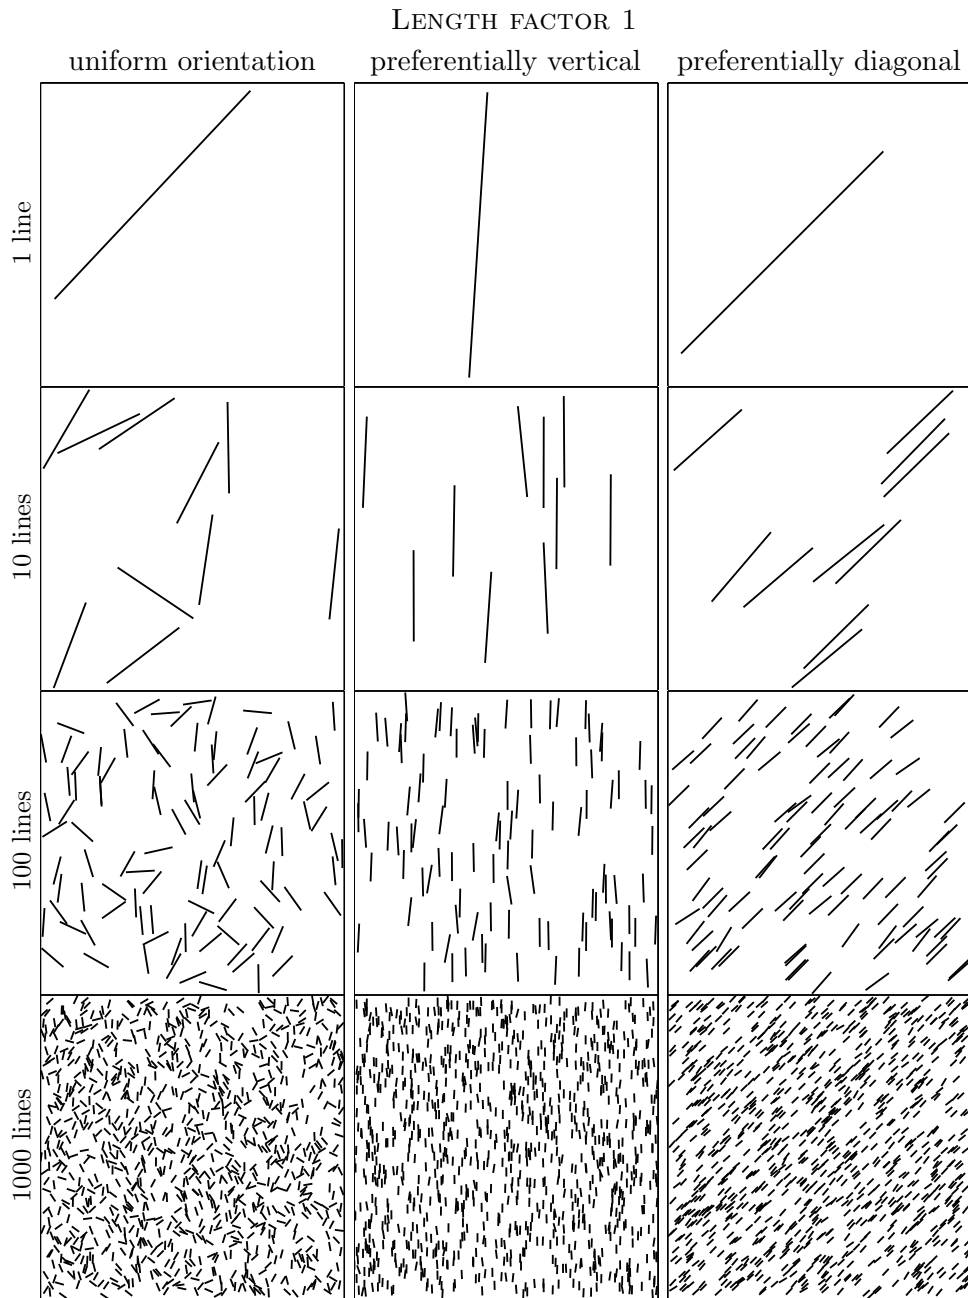 LENGTH FACTOR 1
uniform orientation
preferentially vertical
preferentially diagonal
1 line
10 lines
100 lines
1000 lines